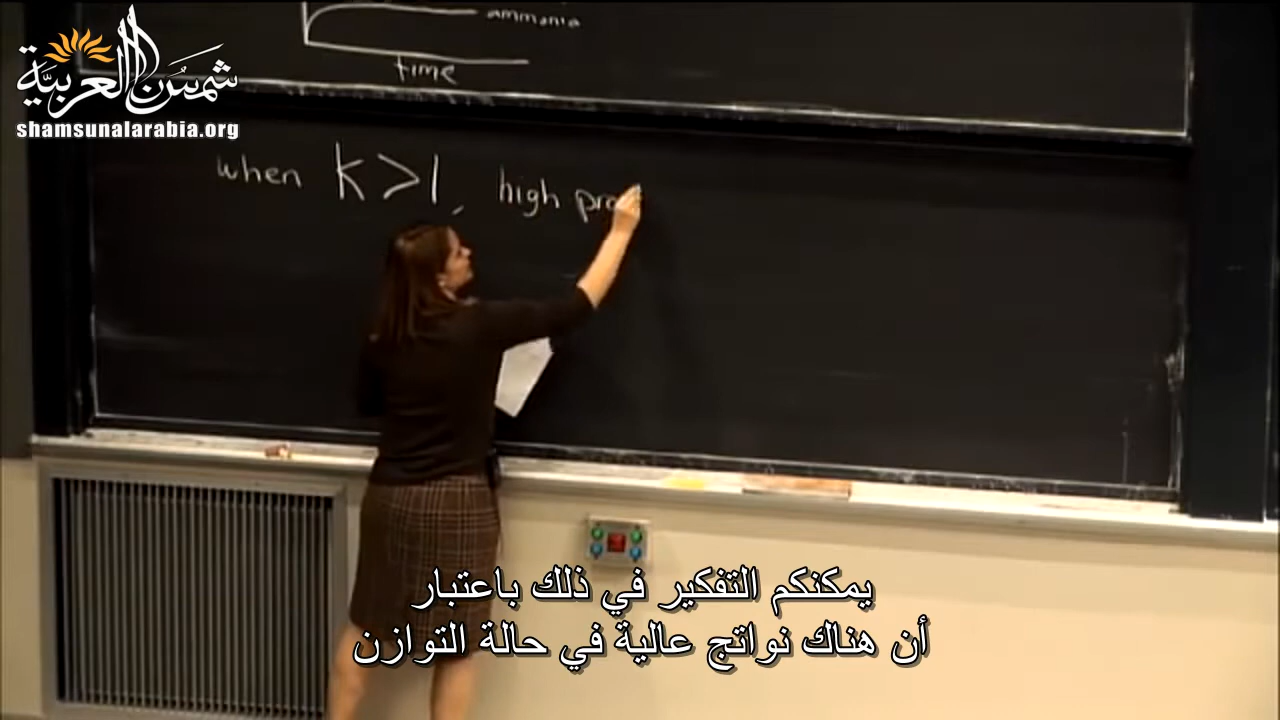 ammonia
time
شمس العربية
shamsunalarabia.org
when K>1, high pro
يمكنكم التفكير في ذلك باعتبار
أن هناك نواتج عالية في حالة التوازن